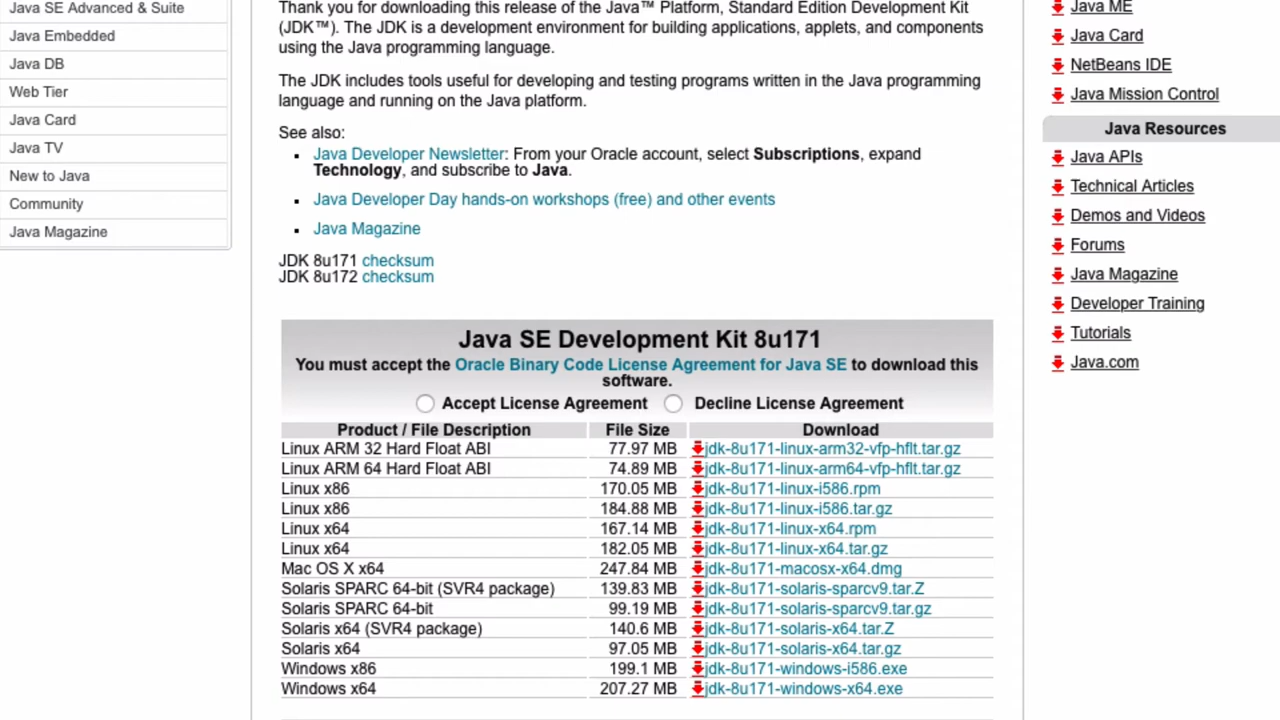 Java SE Advanced & Suite
Java Embedded
Java DB
Web Tier
Java Card
Java TV
New to Java
Community
Java Magazine
Thank you for downloading this release of the Java™ Platform, Standard Edition Development Kit
(JDK™). The JDK is a development environment for building applications, applets, and components
using the Java programming language.
The JDK includes tools useful for developing and testing programs written in the Java programming
language and running on the Java platform.
See also:
Java Developer Newsletter: From your Oracle account, select Subscriptions, expand
Technology, and subscribe to Java.
Java Developer Day hands-on workshops (free) and other events
Java Magazine
JDK 8u171 checksum
JDK 8u172 checksum
Java SE Development Kit 8u171
You must accept the Oracle Binary Code License Agreement for Java SE to download this
software.
Accept License Agreement Decline License Agreement
Product / File Description File Size Download
Linux ARM 32 Hard Float ABI 77.97 MB jdk-8u171-linux-arm32-vfp-hflt.tar.gz
Linux ARM 64 Hard Float ABI 74.89 MB jdk-8u171-linux-arm64-vfp-hflt.tar.gz
Linux x86 170.05 MB jdk-8u171-linux-i586.rpm
Linux x86 184.88 MB jdk-8u171-linux-i586.tar.gz
Linux x64 167.14 MB jdk-8u171-linux-x64.rpm
Linux x64 182.05 MB jdk-8u171-linux-x64.tar.gz
Mac OS X x64 247.84 MB jdk-8u171-macosx-x64.dmg
Solaris SPARC 64-bit (SVR4 package) 139.83 MB jdk-8u171-solaris-sparcv9.tar.Z
Solaris SPARC 64-bit 99.19 MB jdk-8u171-solaris-sparcv9.tar.gz
Solaris x64 (SVR4 package) 140.6 MB jdk-8u171-solaris-x64.tar.Z
Solaris x64 97.05 MB jdk-8u171-solaris-x64.tar.gz
Windows x86 199.1 MB jdk-8u171-windows-i586.exe
Windows x64 207.27 MB jdk-8u171-windows-x64.exe
Java ME
Java Card
NetBeans IDE
Java Mission Control
Java Resources
Java APIs
Technical Articles
Demos and Videos
Forums
Java Magazine
Developer Training
Tutorials
Java.com